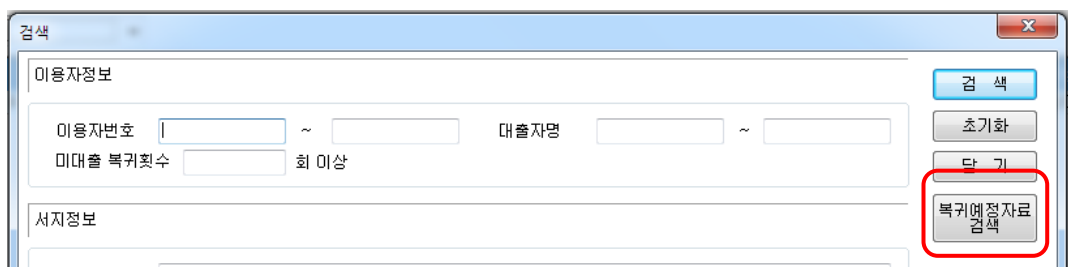 검색
이용자정보
검 색
이용자번호 ~ 대출자명 ~
초기화
미대출 복귀횟수 회 이상
닫 기
서지정보
복귀예정자료
검색